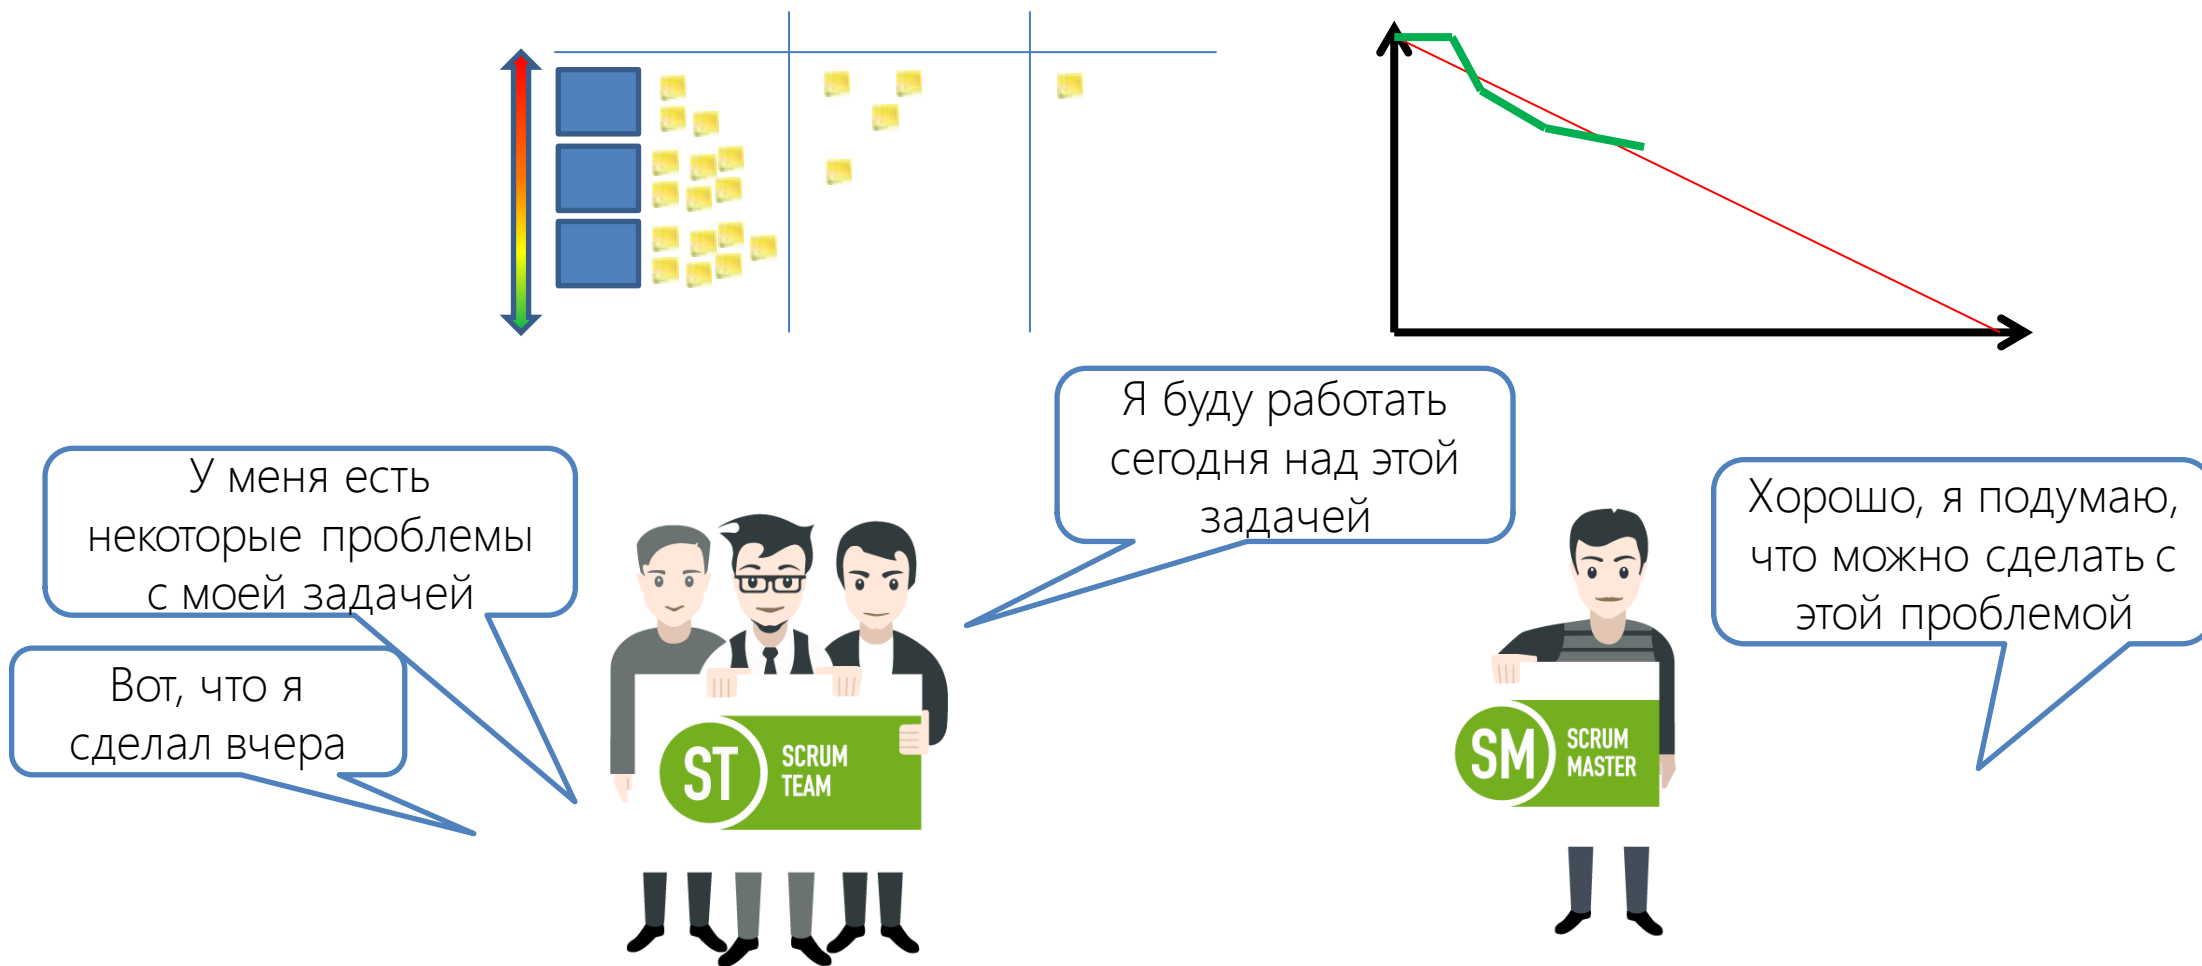 У меня есть
некоторые проблемы
с моей задачей
Вот, что я
сделал вчера
Я буду работать
сегодня над этой
задачей
Хорошо, я подумаю,
что можно сделать с
этой проблемой
ST
SCRUM
TEAM
SM
SCRUM
MASTER